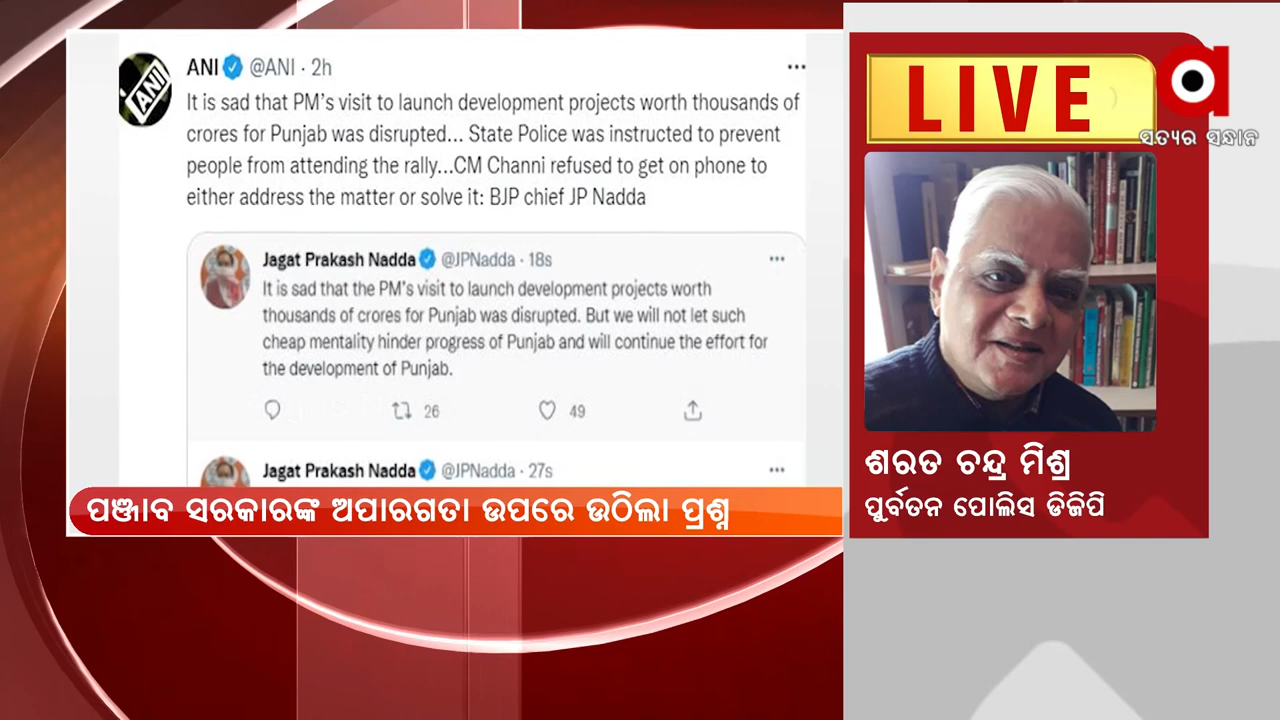 ANI @ANI · 2h
It is sad that PM's visit to launch development projects worth thousands of
crores for Punjab was disrupted... State Police was instructed to prevent
people from attending the rally...CM Channi refused to get on phone to
either address the matter or solve it: BJP chief JP Nadda
Jagat Prakash Nadda @JPNadda · 18s
It is sad that the PM's visit to launch development projects worth
thousands of crores for Punjab was disrupted. But we will not let such
cheap mentality hinder progress of Punjab and will continue the effort for
the development of Punjab.
26 49
Jagat Prakash Nadda @JPNadda · 27s
ପଞ୍ଜାବ ସରକାରଙ୍କ ଅପାରଗତା ଉପରେ ଉଠିଲା ପ୍ରଶ୍ନ
LIVE
ସତ୍ୟର ସନ୍ଧାନ
ଶରତ ଚନ୍ଦ୍ର ମିଶ୍ର
ପୁର୍ବତନ ପୋଲିସ ଡିଜିପି
ANI